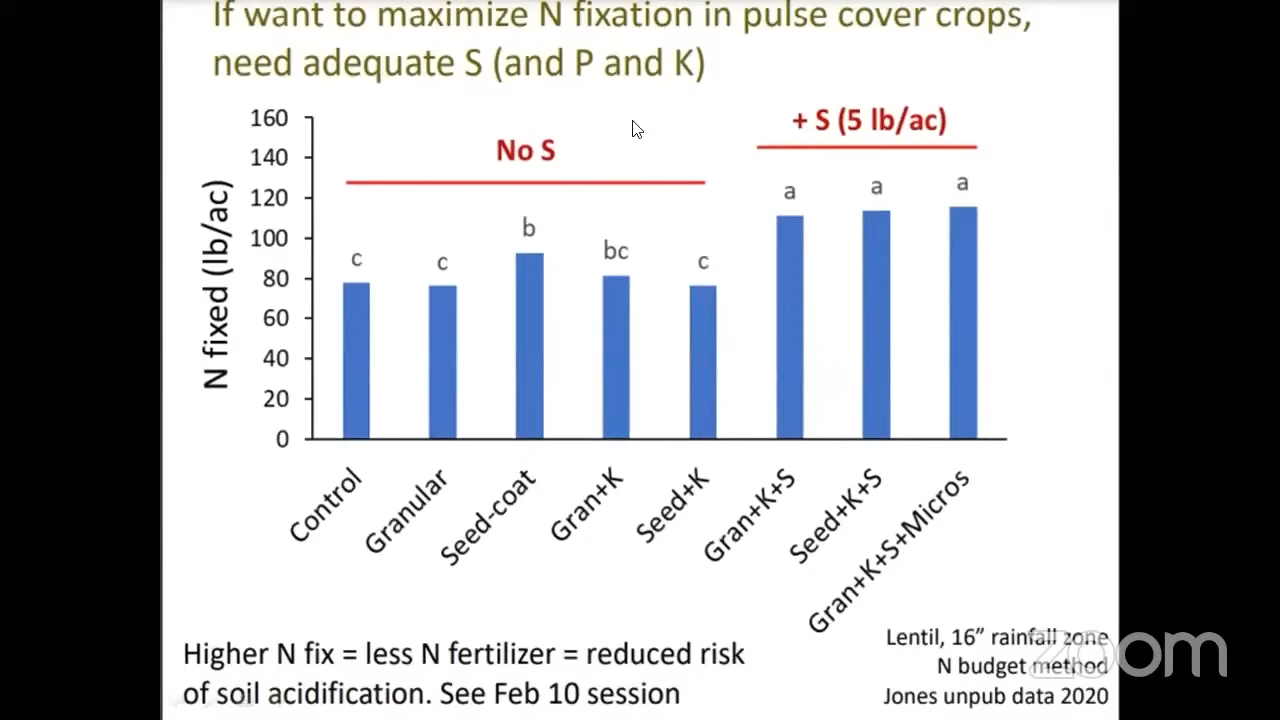 If want to maximize N fixation in pulse cover crops,
need adequate S (and P and K)
+ S (5 lb/ac)
No S
N fixed (lb/ac)
160
140
120
100
80
60
40
20
0
c
c
b
bc
c
a
a
a
Control
Granular
Seed-coat
Gran+K
Seed+K
Gran+K+S
Seed+K+S
Gran+K+S+Micros
Higher N fix = less N fertilizer = reduced risk
of soil acidification. See Feb 10 session
Lentil, 16” rainfall zone
N budget method
Jones unpub data 2020
zoom